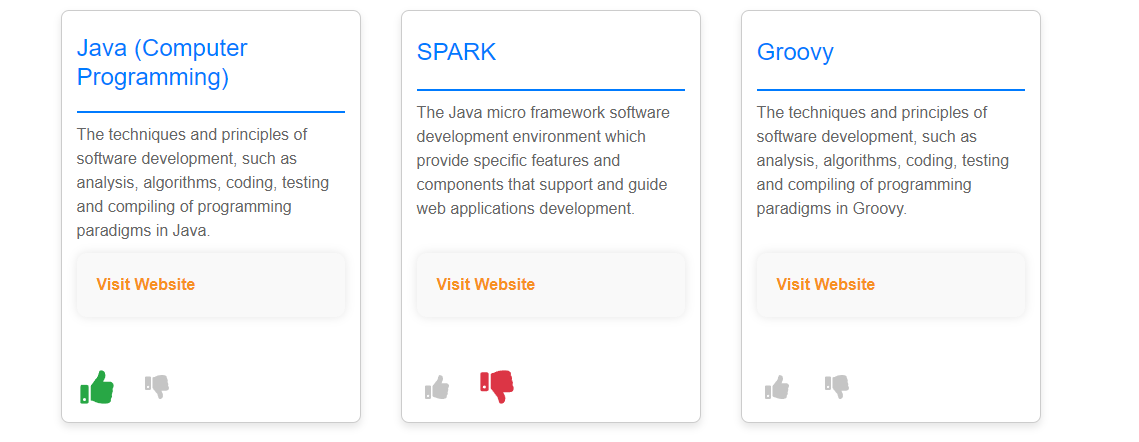 Java (Computer
Programming)
The techniques and principles of
software development, such as
analysis, algorithms, coding, testing
and compiling of programming
paradigms in Java.
Visit Website
SPARK
The Java micro framework software
development environment which
provide specific features and
components that support and guide
web applications development.
Visit Website
Groovy
The techniques and principles of
software development, such as
analysis, algorithms, coding, testing
and compiling of programming
paradigms in Groovy.
Visit Website